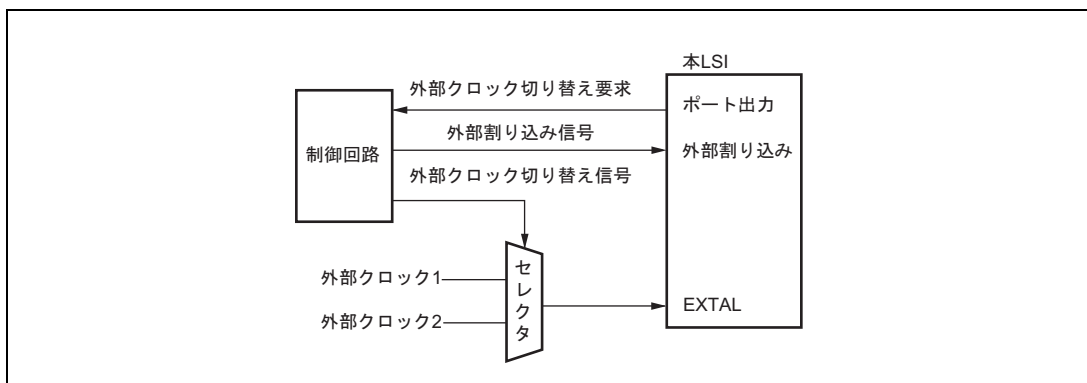 本LSI
外部クロック切り替え要求
ポート出力
外部割り込み信号
外部割り込み
制御回路
外部クロック切り替え信号
セレクタ
外部クロック1
外部クロック2
EXTAL